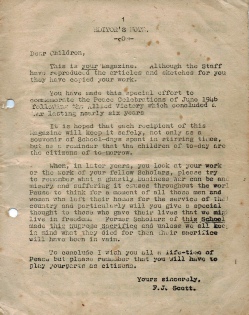 1
EDITOR'S NOTE.
-oOo-
Dear Children,
This is your magazine. Although the Staff
have reproduced the articles and sketches for you
they have copied your work.
You have made this special effort to
commemorate the Peace Celebrations of June 1946
following the Allied Victory which concluded a
war lasting nearly six years
It is hoped that each recipient of this
magazine will keep it safely, not only as a
souvenir of School-days spent in stirring times,
but as a reminder that the children of to-day are
the citizens of to-morrow.
When, in later years, you look at your work
or the work of your fellow Scholars, please try
to remember what a ghastly, business war can be and
misery and suffering it causes throughout the worl
Pause to think for a moment of all those men and
women who left their homes for the service of the
country and particularly will you give a special
thought to those who gave their lives that we mig
live in freedom. Former Scholars of this School
made this supreme Sacrifice and unless we all kee
in mind what they died for then their sacrifice
will have been in vain.
To conclude I wish you all a life-time of
Peace, but please remember that you will have to
play your parts as citizens.
Yours sincerely,
F.J. Scott.